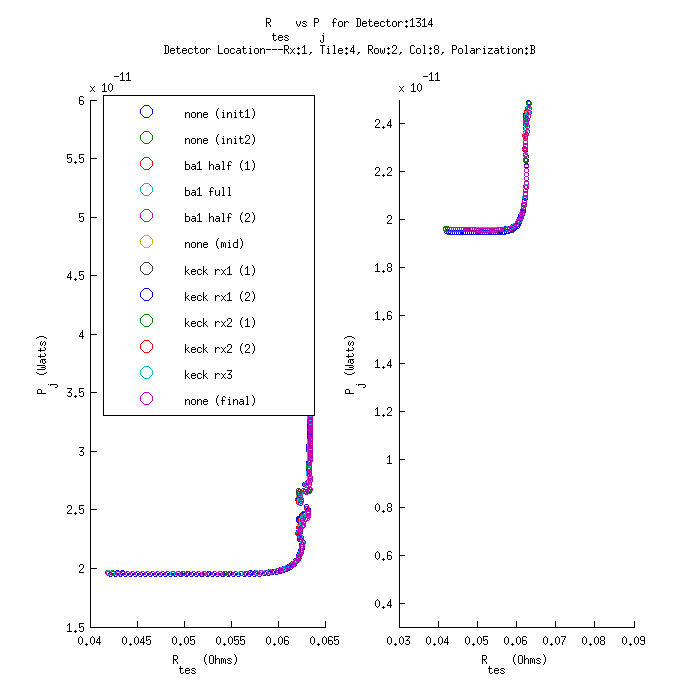 R_tes vs P_j for Detector:1314
Detector Location---Rx:1, Tile:4, Row:2, Col:8, Polarization:B
x 10^-11
6
5.5
5
4.5
4
3.5
3
2.5
2
1.5
P_j (Watts)
0.04 0.045 0.05 0.055 0.06 0.065
R_tes (Ohms)
none (init1)
none (init2)
ba1 half (1)
ba1 full
ba1 half (2)
none (mid)
keck rx1 (1)
keck rx1 (2)
keck rx2 (1)
keck rx2 (2)
keck rx3
none (final)
x 10^-11
2.4
2.2
2
1.8
1.6
1.4
1.2
1
0.8
0.6
0.4
P_j (Watts)
0.03 0.04 0.05 0.06 0.07 0.08 0.09
R_tes (Ohms)